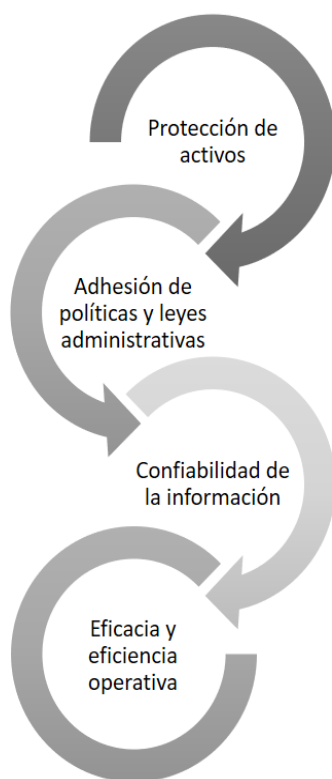 Protección de
activos
Adhesión de
políticas y leyes
administrativas
Confiabilidad de
la información
Eficacia y
eficiencia
operativa